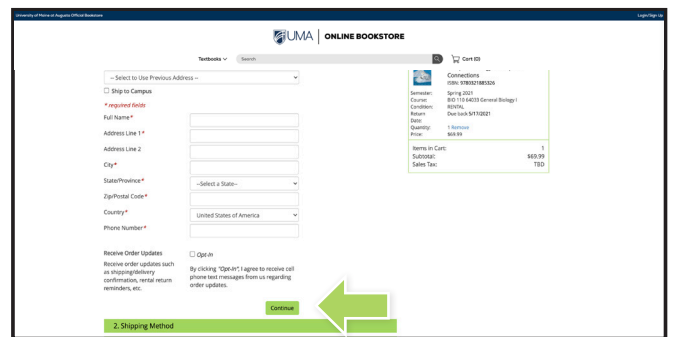 University of Maine at Augusta Official Bookstore
Login/Sign Up
UMA ONLINE BOOKSTORE
Textbooks
Search
Cart (0)
-- Select to Use Previous Address --
Ship to Campus
* required fields
Full Name*
Address Line 1*
Address Line 2
City*
State/Province*
--Select a State--
Zip/Postal Code*
Country*
United States of America
Phone Number*
Receive Order Updates
Receive order updates such
as shipping/delivery
confirmation, rental return
reminders, etc.
Opt-In
By clicking "Opt-In", I agree to receive cell
phone text messages from us regarding
order updates.
Continue
2. Shipping Method
Connections
ISBN: 9780321885326
Semester: Spring 2021
Course: BIO 110 64033 General Biology I
Condition: RENTAL
Return Date: Due back 5/17/2021
Quantity: 1 Remove
Price: $69.99
Items in Cart: 1
Subtotal: $69.99
Sales Tax: TBD